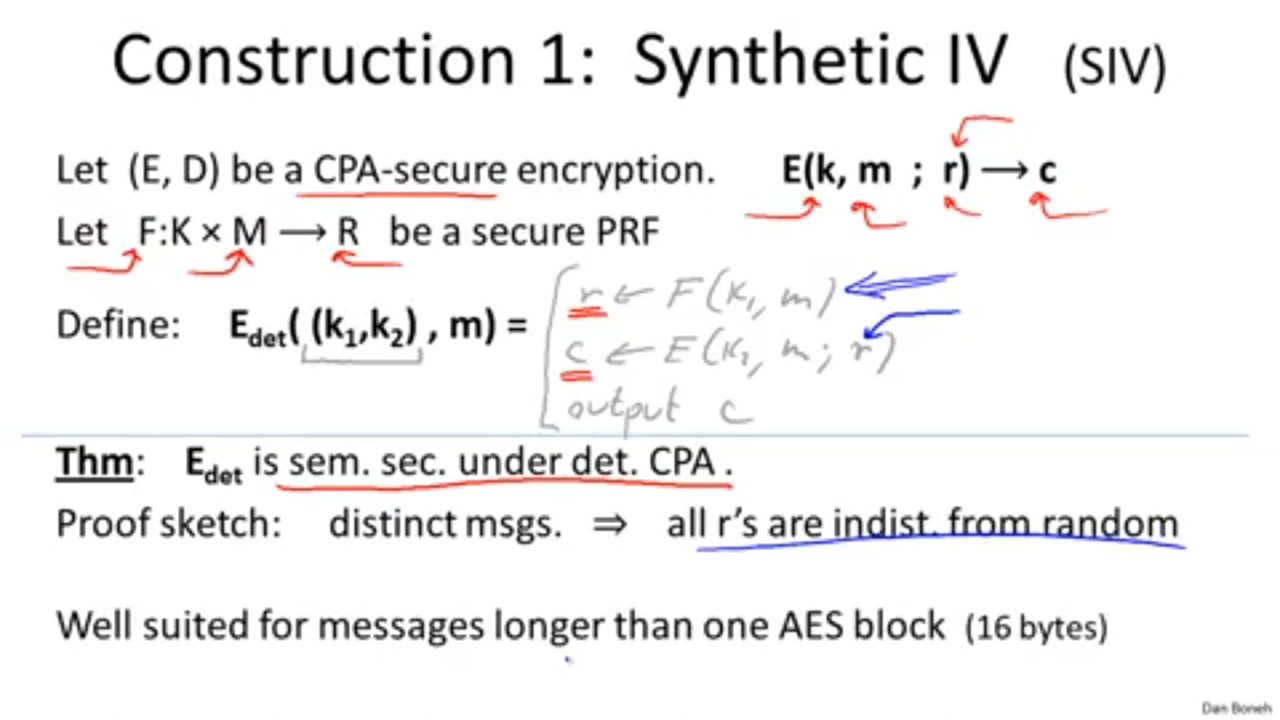 Construction 1: Synthetic IV (SIV)
Let (E, D) be a CPA-secure encryption. E(k, m ; r) ⟶ c
Let F:K × M ⟶ R be a secure PRF
Define: E_det( (k₁,k₂) , m) =
r ← F(k₁, m)
c ← E(k₂, m; r)
output c
Thm: E_det is sem. sec. under det. CPA .
Proof sketch: distinct msgs. ⇒ all r’s are indist. from random
Well suited for messages longer than one AES block (16 bytes)
Dan Boneh